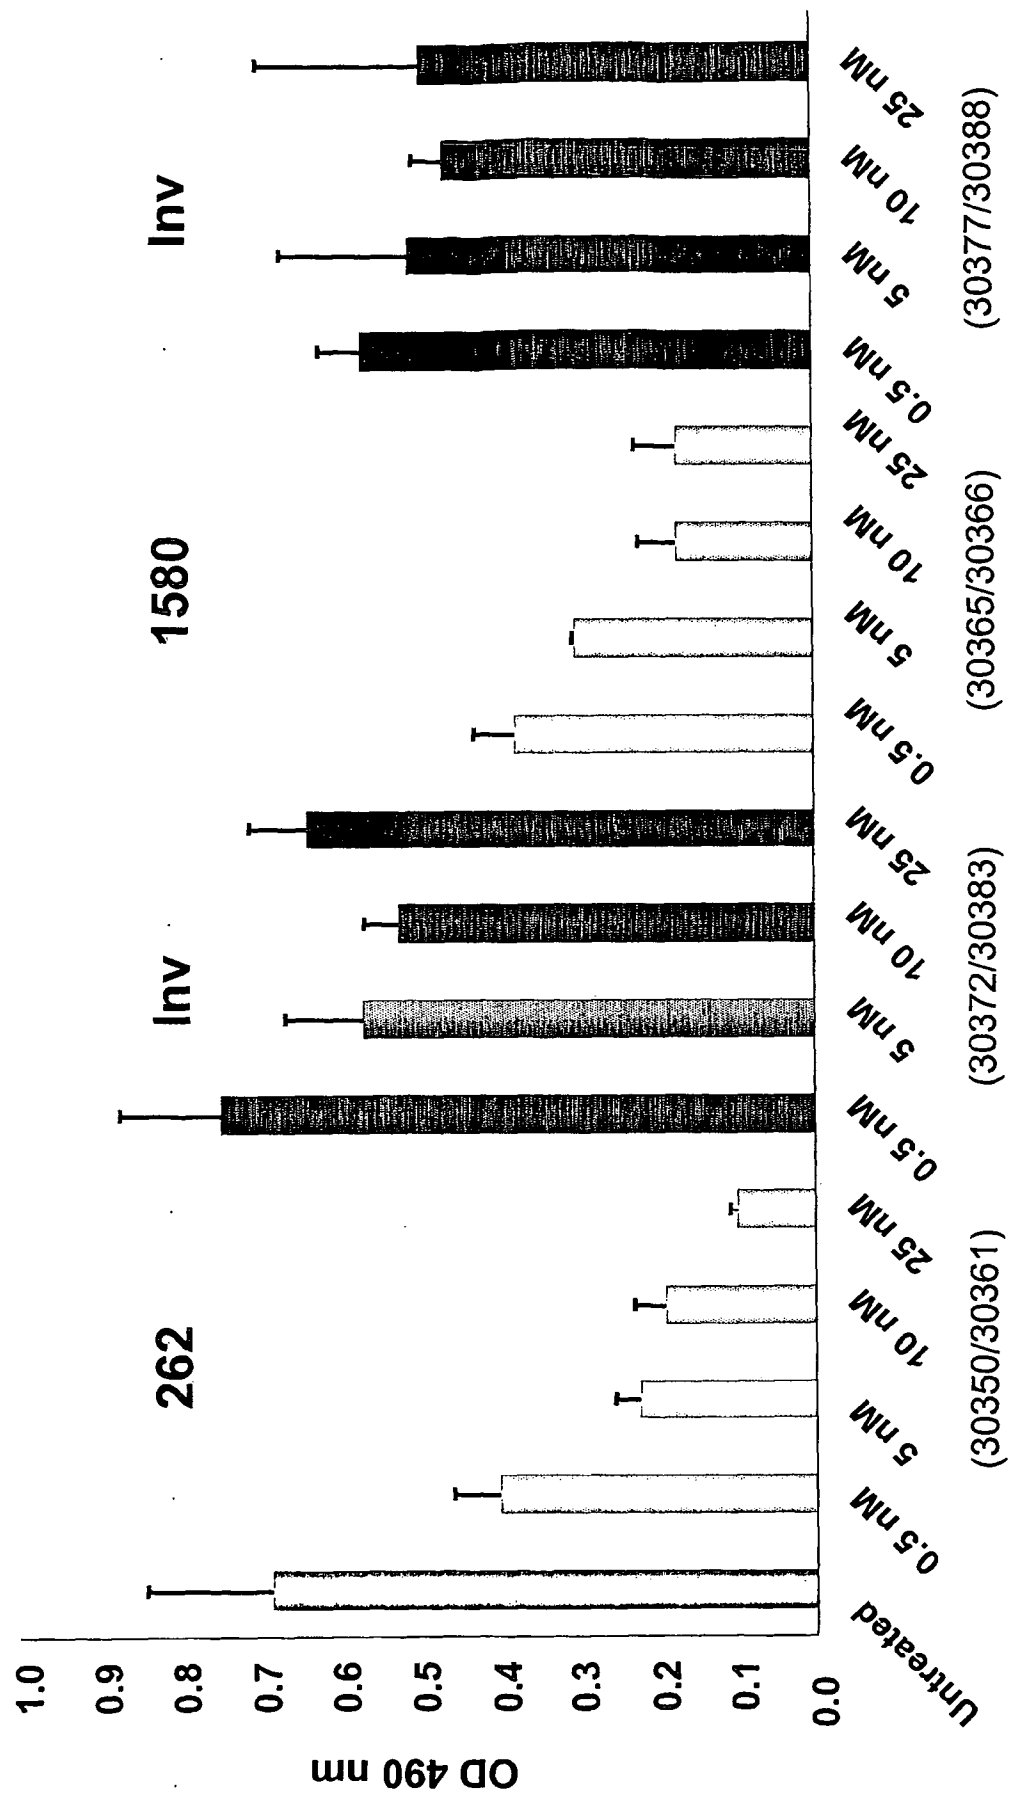 OD 490 nm
1.0
0.9
0.8
0.7
0.6
0.5
0.4
0.3
0.2
0.1
0.0
262
Inv
1580
Inv
Untreated
0.5 nM
5 nM
10 nM
25 nM
0.5 nM
5 nM
10 nM
25 nM
0.5 nM
5 nM
10 nM
25 nM
0.5 nM
5 nM
10 nM
25 nM
(30350/30361)
(30372/30383)
(30365/30366)
(30377/30388)